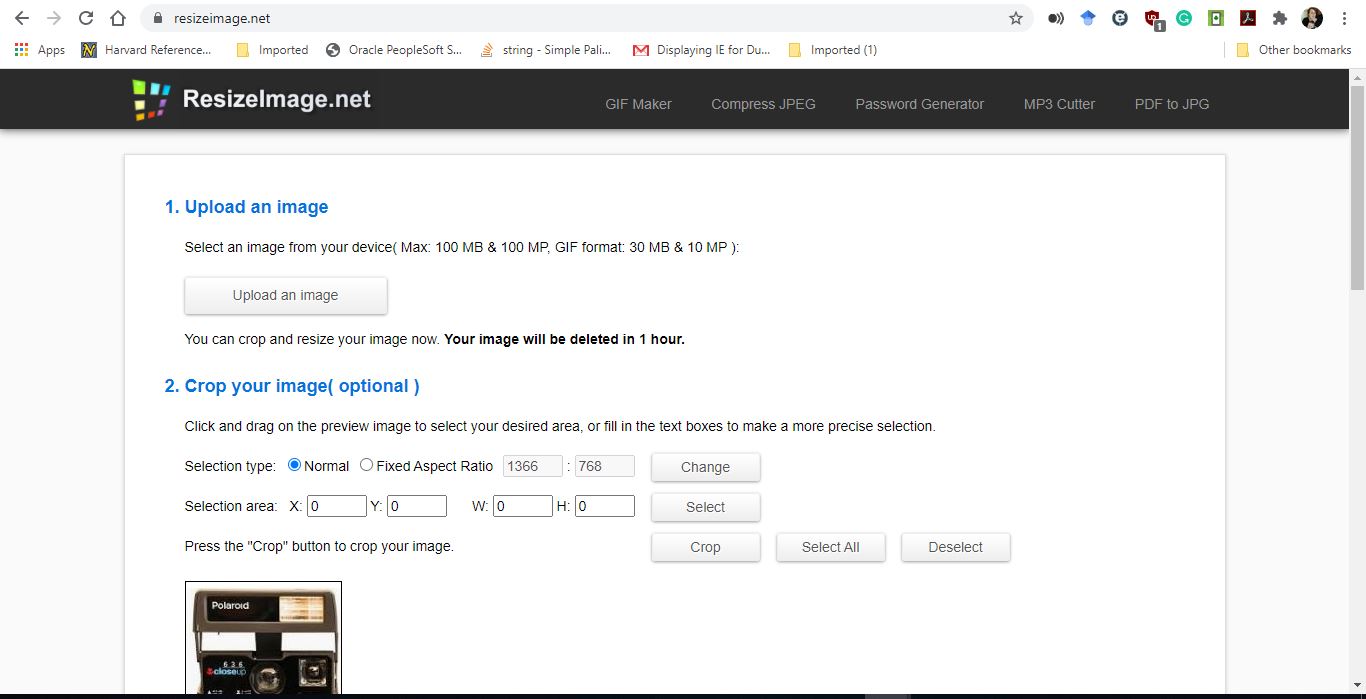 resizeimage.net
1
Apps Harvard Reference... Imported Oracle PeopleSoft S... string - Simple Pali... Displaying IE for Du... Imported (1) Other bookmarks
ResizeImage.net GIF Maker Compress JPEG Password Generator MP3 Cutter PDF to JPG
1. Upload an image
Select an image from your device( Max: 100 MB & 100 MP, GIF format: 30 MB & 10 MP ):
Upload an image
You can crop and resize your image now. Your image will be deleted in 1 hour.
2. Crop your image( optional )
Click and drag on the preview image to select your desired area, or fill in the text boxes to make a more precise selection.
Selection type: Normal Fixed Aspect Ratio 1366 : 768 Change
Selection area: X: 0 Y: 0 W: 0 H: 0 Select
Press the "Crop" button to crop your image. Crop Select All Deselect
Polaroid
636
closeup